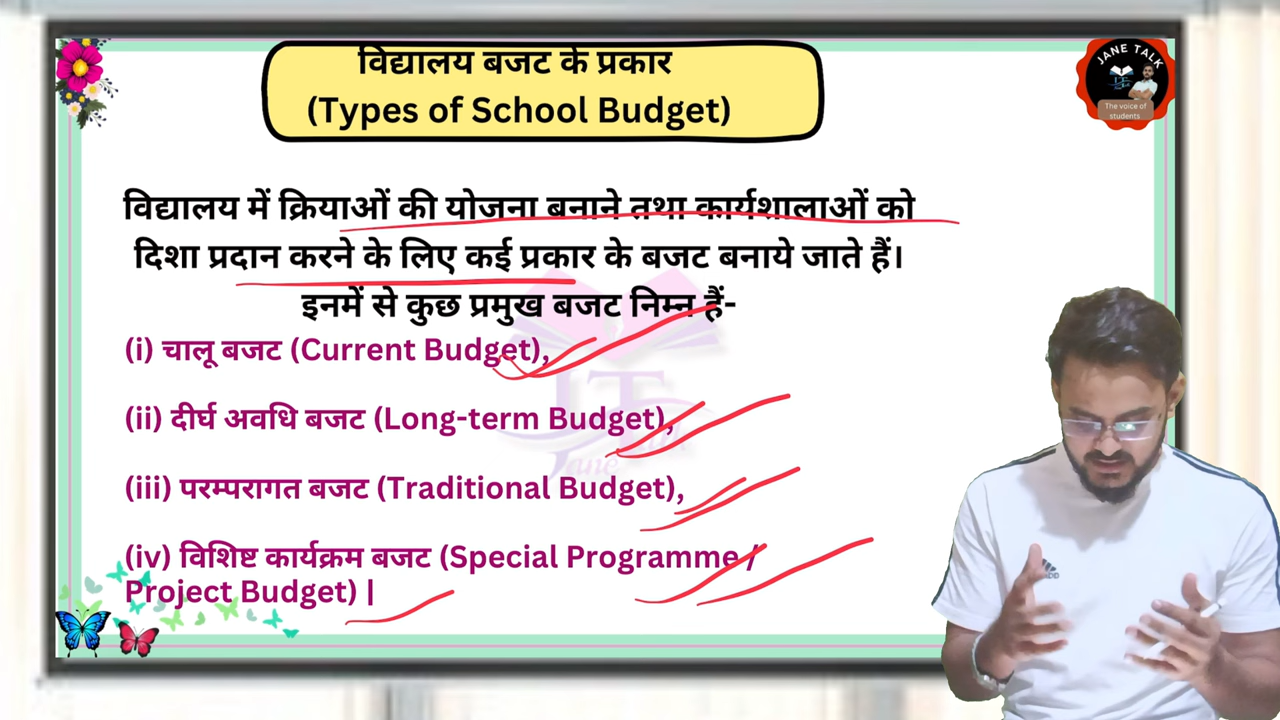 विद्यालय बजट के प्रकार
(Types of School Budget)
JANE TALK
The voice of
students
विद्यालय में क्रियाओं की योजना बनाने तथा कार्यशालाओं को
दिशा प्रदान करने के लिए कई प्रकार के बजट बनाये जाते हैं।
इनमें से कुछ प्रमुख बजट निम्न हैं-
(i) चालू बजट (Current Budget),
(ii) दीर्घ अवधि बजट (Long-term Budget),
(iii) परम्परागत बजट (Traditional Budget),
(iv) विशिष्ट कार्यक्रम बजट (Special Programme /
Project Budget) |